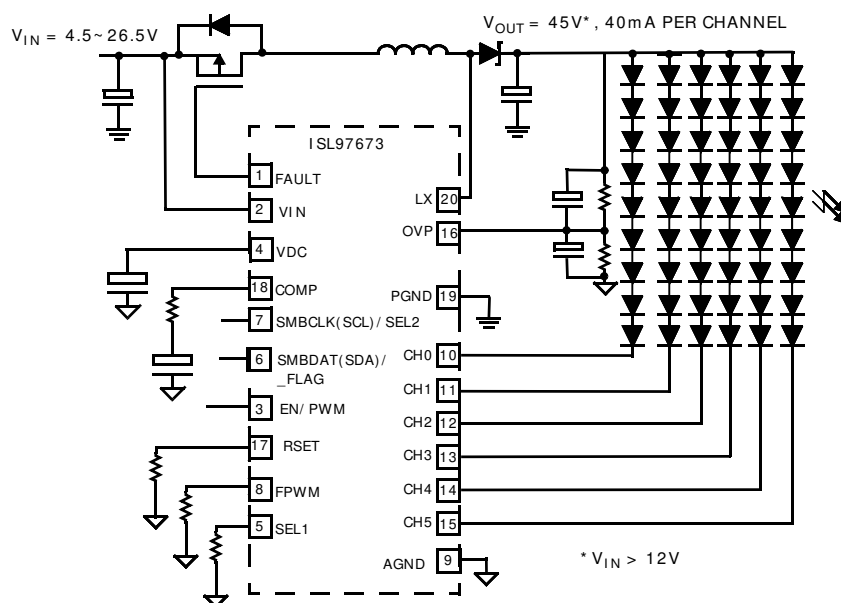 V_IN = 4.5~26.5V
V_OUT = 45V*, 40mA PER CHANNEL
ISL97673
1 FAULT
2 VIN
4 VDC
18 COMP
7 SMBCLK(SCL)/SEL2
6 SMBDAT(SDA)/
_FLAG
3 EN/PWM
17 RSET
8 FPWM
5 SEL1
LX 20
OVP 16
PGND 19
CH0 10
CH1 11
CH2 12
CH3 13
CH4 14
CH5 15
AGND 9
* V_IN > 12V